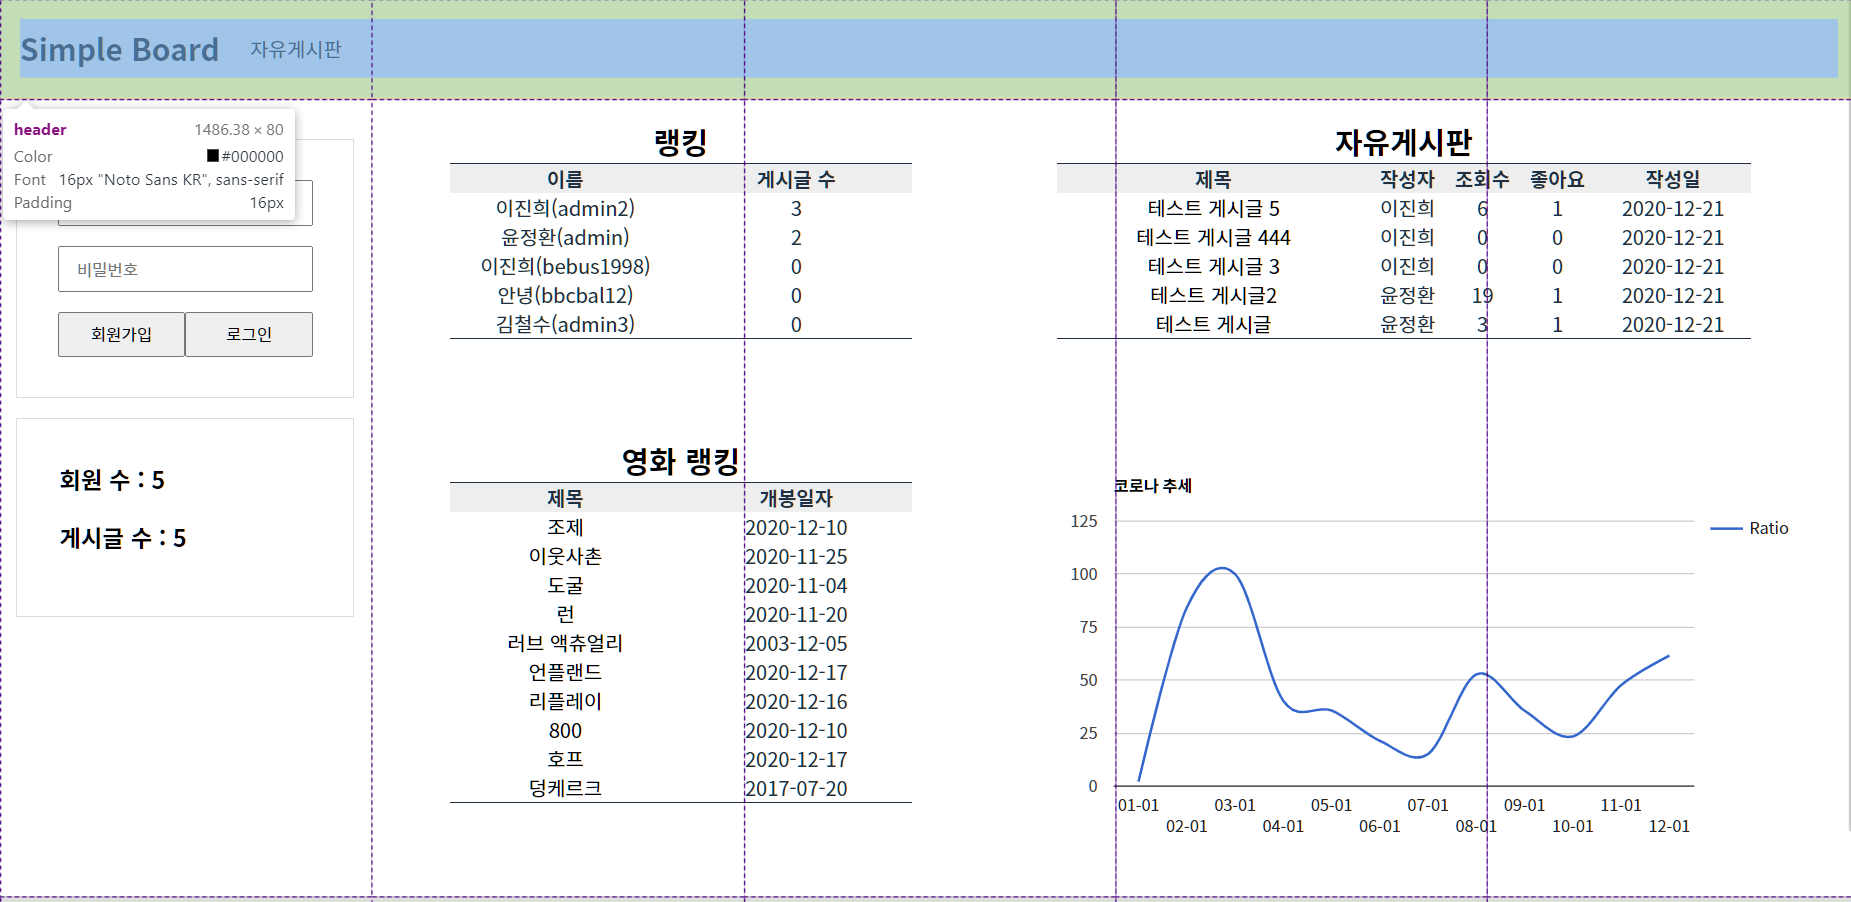 Simple Board 자유게시판
header 1486.38 × 80
Color #000000
Font 16px "Noto Sans KR", sans-serif
Padding 16px
비밀번호
회원가입 로그인
회원 수 : 5
게시글 수 : 5
랭킹
이름 게시글 수
이진희(admin2) 3
윤정환(admin) 2
이진희(bebus1998) 0
안녕(bbcbal12) 0
김철수(admin3) 0
자유게시판
제목 작성자 조회수 좋아요 작성일
테스트 게시글 5 이진희 6 1 2020-12-21
테스트 게시글 444 이진희 0 0 2020-12-21
테스트 게시글 3 이진희 0 0 2020-12-21
테스트 게시글2 윤정환 19 1 2020-12-21
테스트 게시글 윤정환 3 1 2020-12-21
영화 랭킹
제목 개봉일자
조제 2020-12-10
이웃사촌 2020-11-25
도굴 2020-11-04
런 2020-11-20
러브 액츄얼리 2003-12-05
언플랜드 2020-12-17
리플레이 2020-12-16
800 2020-12-10
호프 2020-12-17
덩케르크 2017-07-20
코로나 추세
125
100
75
50
25
0
Ratio
01-01 03-01 05-01 07-01 09-01 11-01
02-01 04-01 06-01 08-01 10-01 12-01